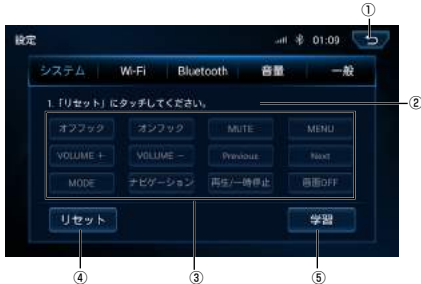 ①
設定 01:09
システム Wi-Fi Bluetooth 音量 一般
1.「リセット」にタッチしてください。 ②
オフフック オンフック MUTE MENU
VOLUME + VOLUME － Previous Next
MODE ナビゲーション 再生/一時停止 画面OFF
リセット 学習
④ ③ ⑤